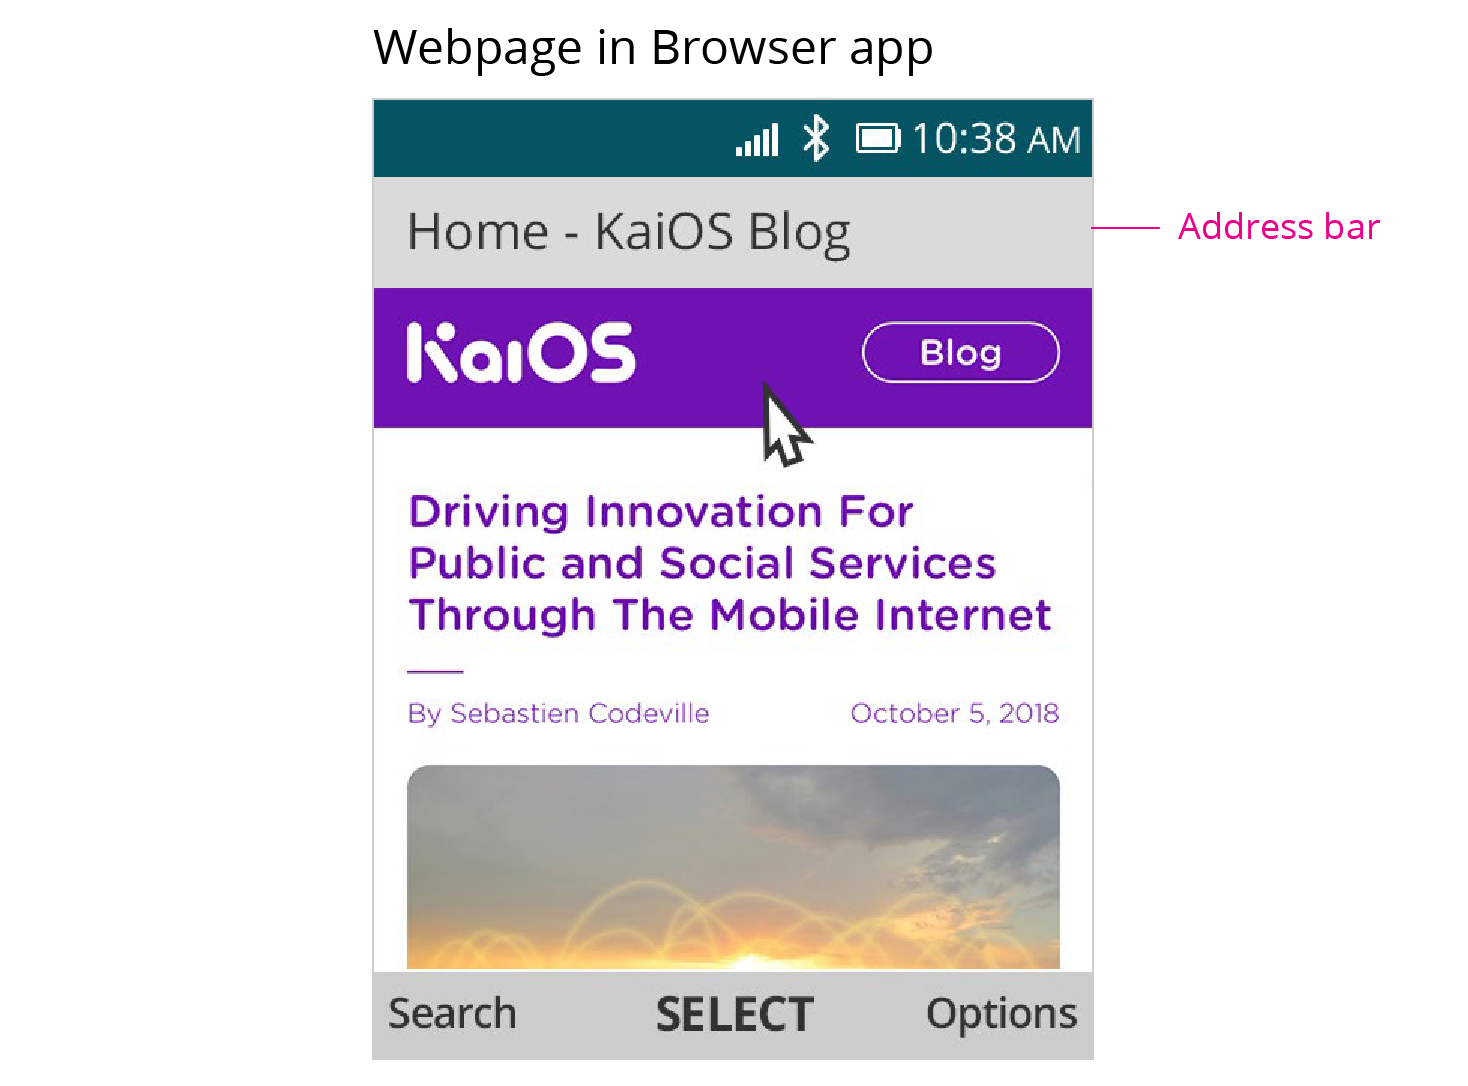 Webpage in Browser app
10:38 AM
Home - KaiOS Blog
Address bar
KaiOS
Blog
Driving Innovation For
Public and Social Services
Through The Mobile Internet
By Sebastien Codeville
October 5, 2018
Search
SELECT
Options